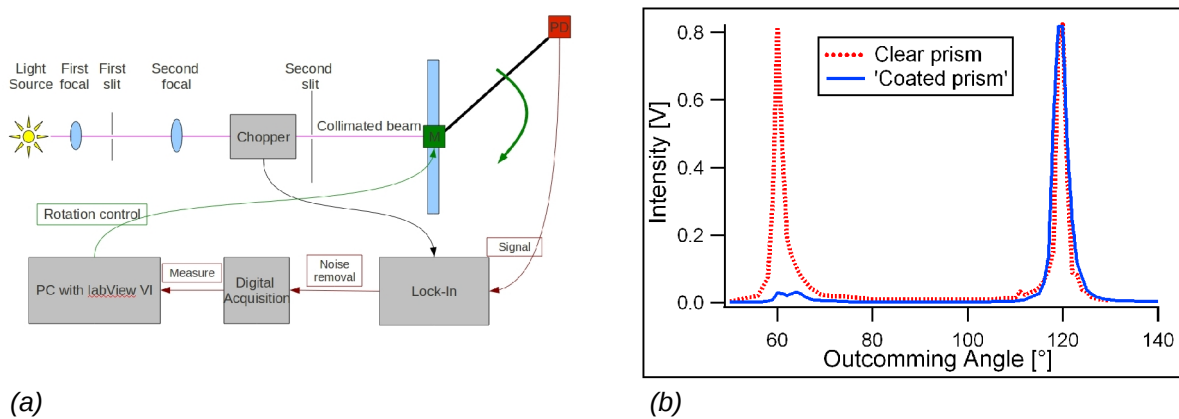 PD
Light
Source
First
focal
First
slit
Second
focal
Second
slit
Chopper
Collimated beam
M
Rotation control
Signal
PC with labView VI
Measure
Digital
Acquisition
Noise
removal
Lock-In
(a)
Clear prism
'Coated prism'
Intensity [V]
0.8
0.6
0.4
0.2
0.0
60
80
100
120
140
Outcomming Angle [°]
(b)